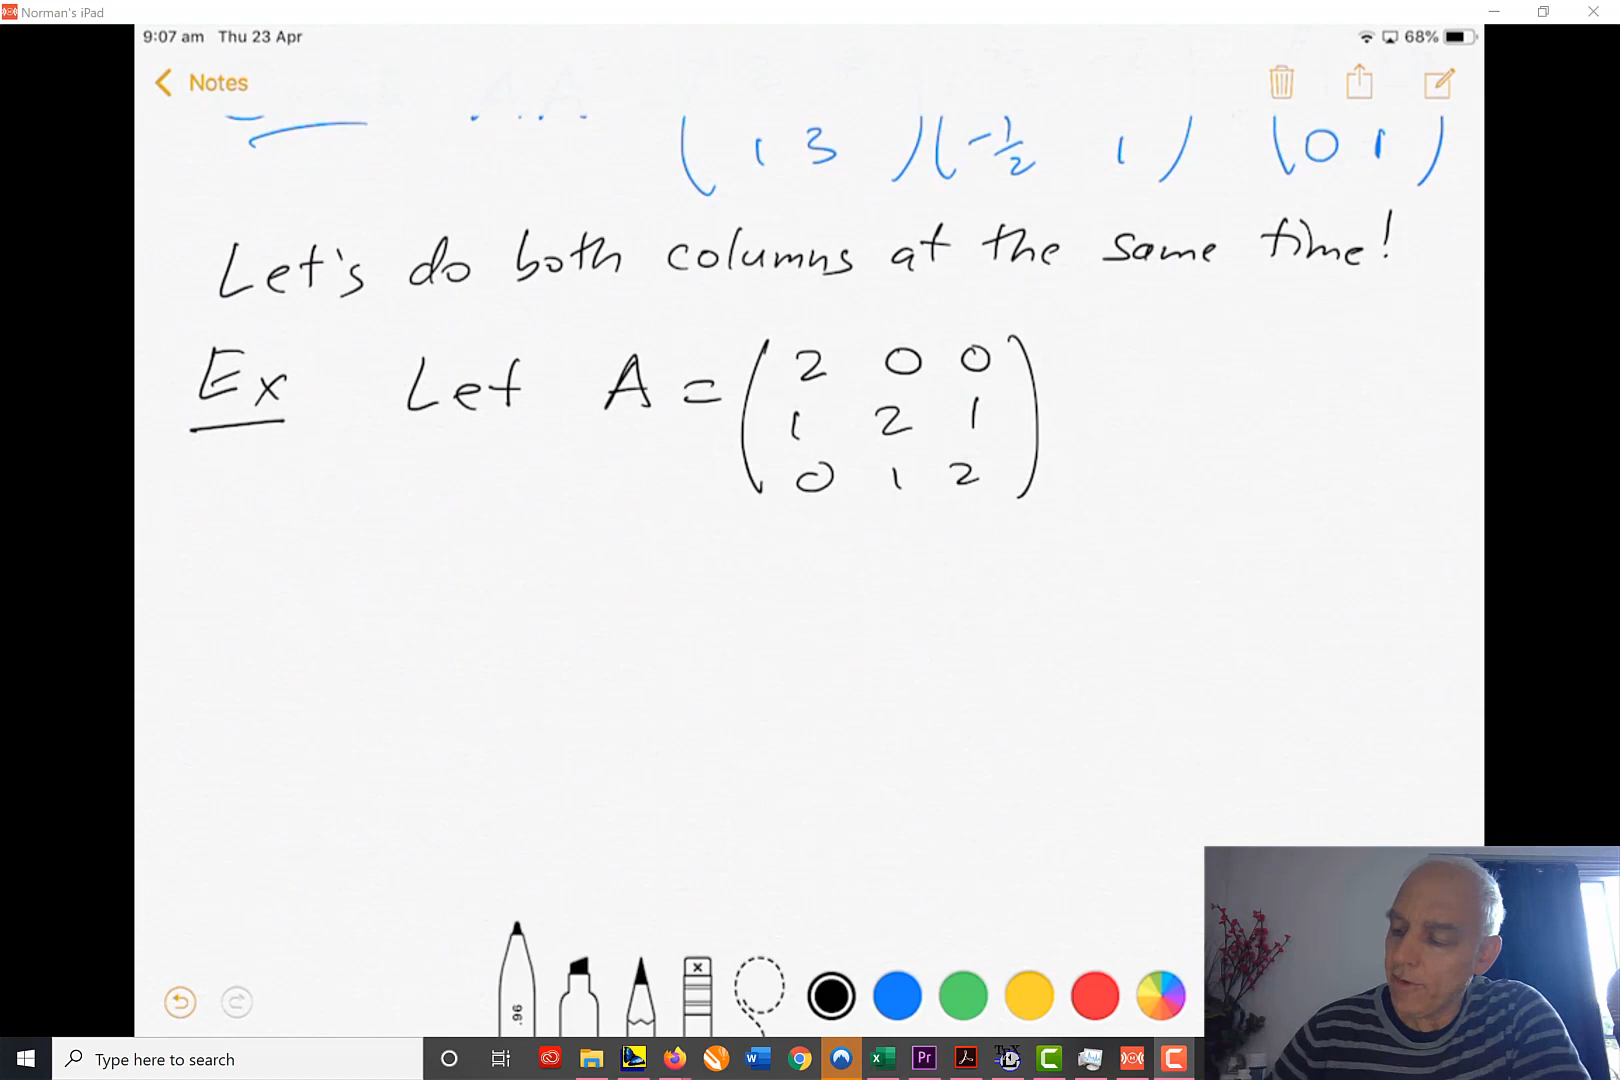 Norman's iPad
9:07 am Thu 23 Apr
68%
Notes
( 1 3 ) ( -1/2 1 ) ( 0 1 )
Let's do both columns at the same time!
Ex Let A = ( 2 0 0
1 2 1
0 1 2 )
.96
Type here to search